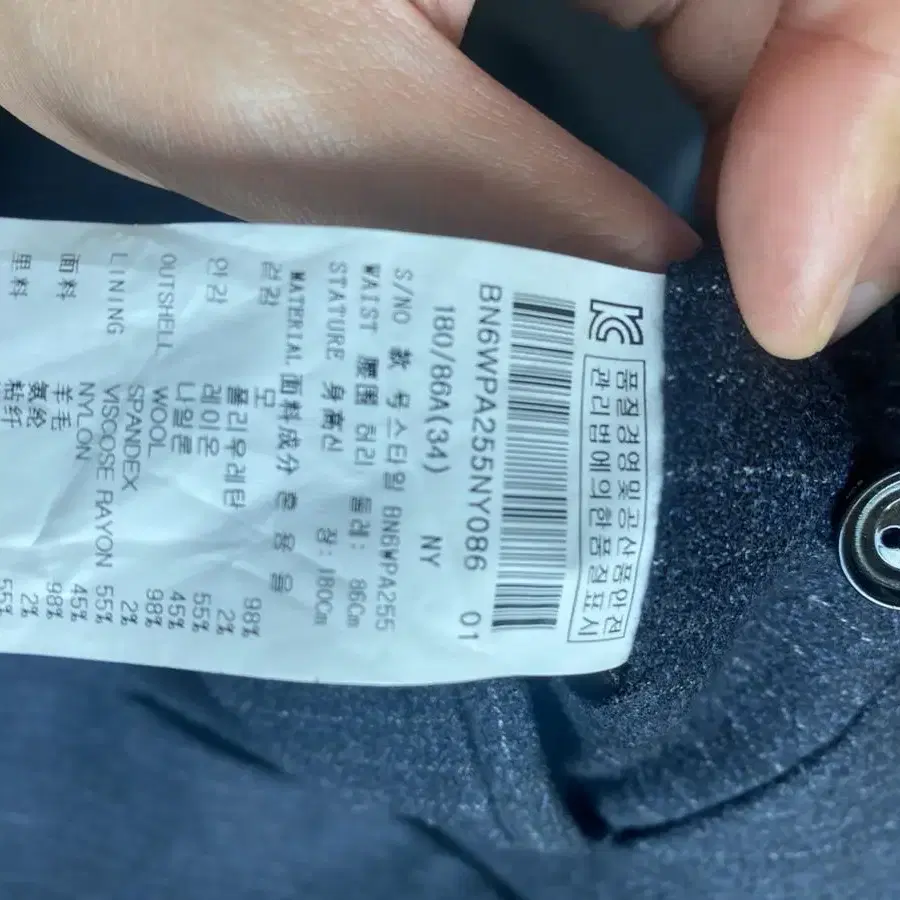 품질경영및공산품안전
관리법에의한품질표시
BN6WPA255NY086 01
180/86A(34) NY
S/NO 款 号 스타일 BN6WPA255
WAIST 腰围 허리 둘레: 86Cm
STATURE 身高신 장: 180Cm
MATERIAL 面料成分 혼 용 율
겉감 모 98%
폴리우레탄 2%
안감 레이온 55%
나일론 45%
OUTSHELL WOOL 98%
SPANDEX 2%
LINING VISCOSE RAYON 55%
NYLON 45%
面料 羊毛 98%
氨纶 2%
里料 粘纤 55%